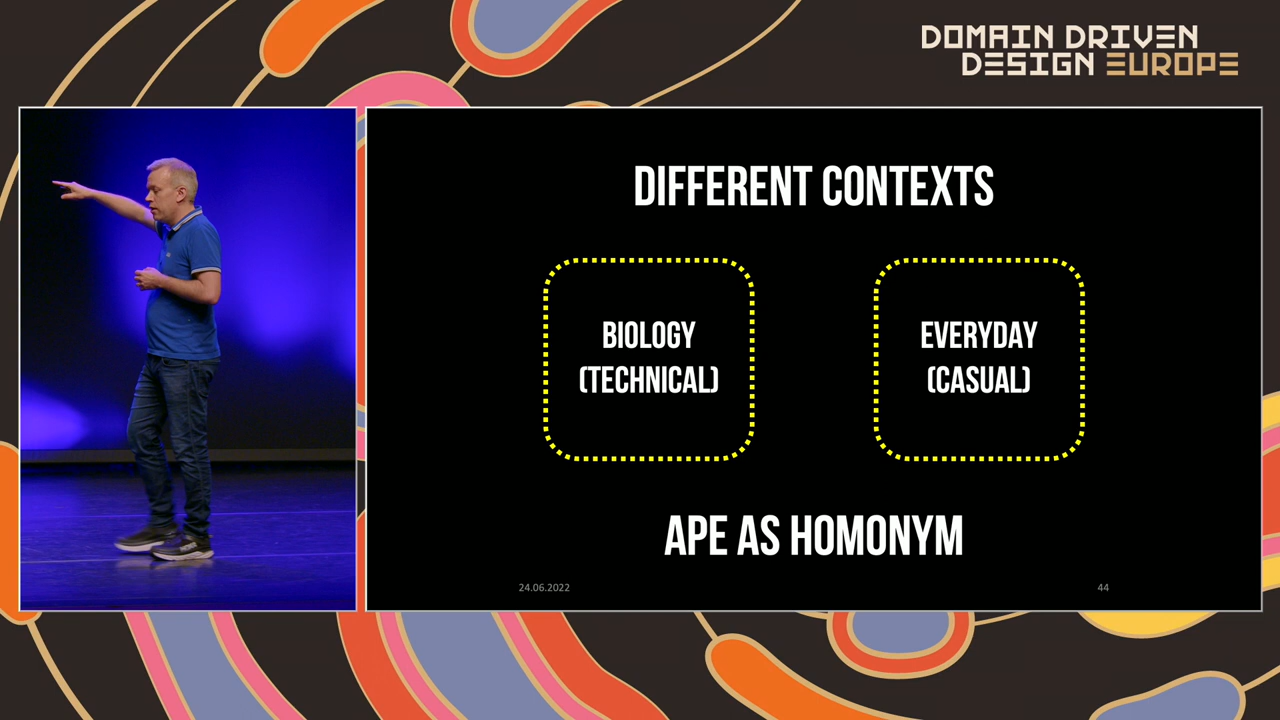 DOMAIN DRIVEN
DESIGN EUROPE
DIFFERENT CONTEXTS
BIOLOGY
(TECHNICAL)
EVERYDAY
(CASUAL)
APE AS HOMONYM
24.06.2022
44